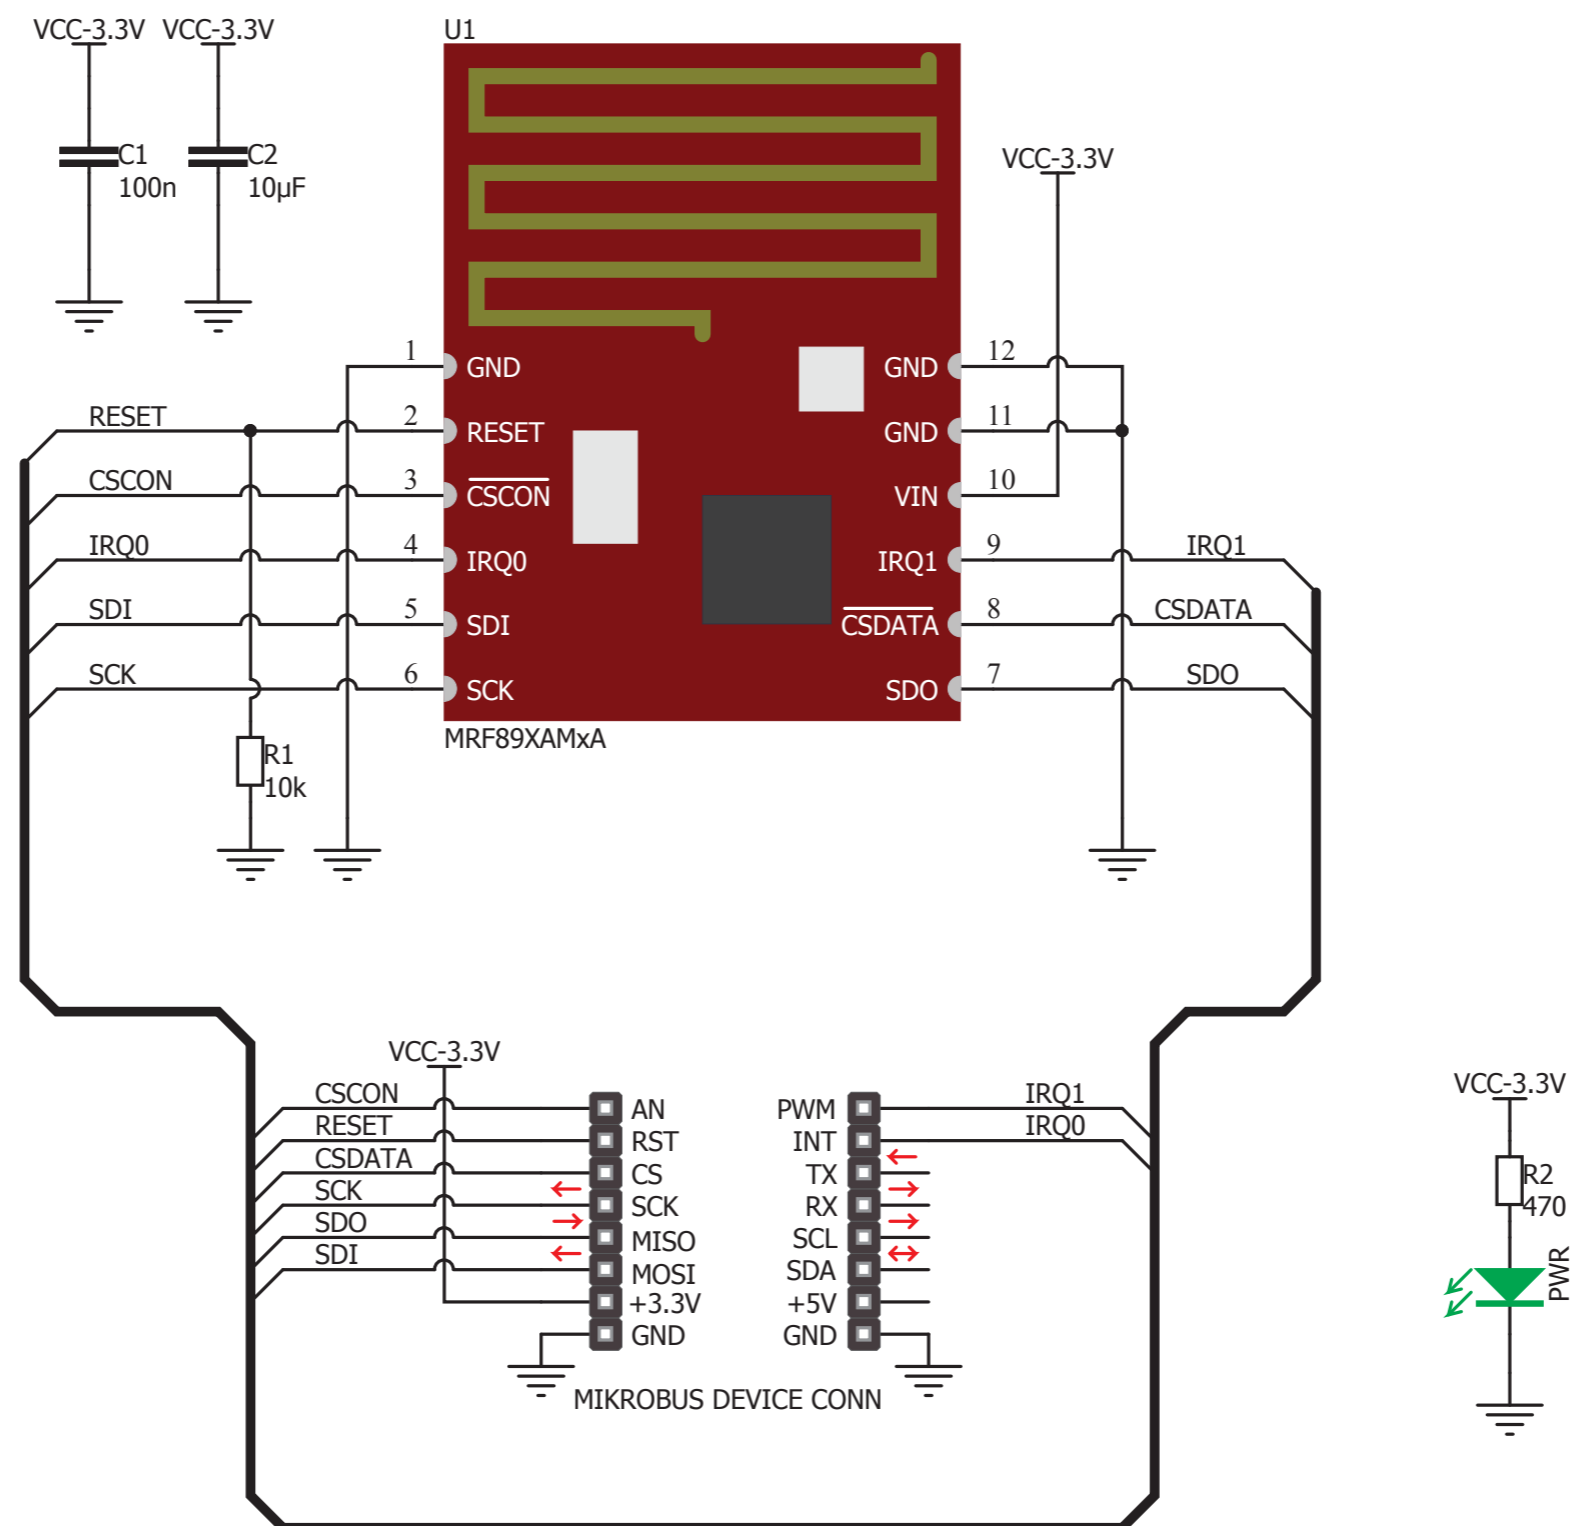 VCC-3.3V VCC-3.3V
C1
100n
C2
10µF
U1
VCC-3.3V
1 GND
RESET 2 RESET
CSCON 3 CSCON
IRQ0 4 IRQ0
SDI 5 SDI
SCK 6 SCK
GND 12
GND 11
VIN 10
IRQ1 9 IRQ1
CSDATA 8 CSDATA
SDO 7 SDO
MRF89XAMxA
R1
10k
VCC-3.3V
CSCON AN
RESET RST
CSDATA CS
SCK SCK
SDO MISO
SDI MOSI
+3.3V
GND
PWM IRQ1
INT IRQ0
TX
RX
SCL
SDA
+5V
GND
MIKROBUS DEVICE CONN
VCC-3.3V
R2
470
PWR